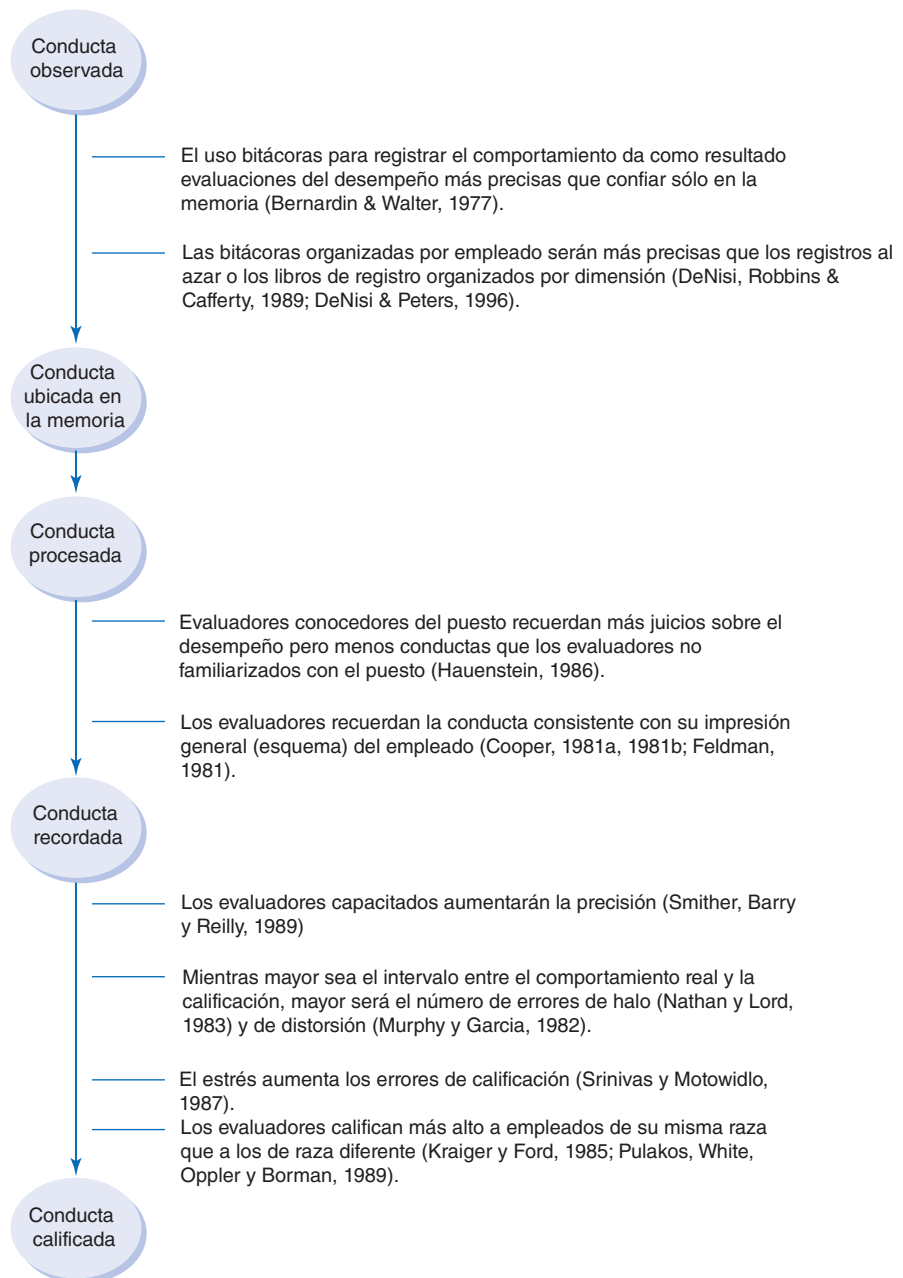 Conducta
observada
El uso bitácoras para registrar el comportamiento da como resultado
evaluaciones del desempeño más precisas que confiar sólo en la
memoria (Bernardin & Walter, 1977).
Las bitácoras organizadas por empleado serán más precisas que los registros al
azar o los libros de registro organizados por dimensión (DeNisi, Robbins &
Cafferty, 1989; DeNisi & Peters, 1996).
Conducta
ubicada en
la memoria
Conducta
procesada
Evaluadores conocedores del puesto recuerdan más juicios sobre el
desempeño pero menos conductas que los evaluadores no
familiarizados con el puesto (Hauenstein, 1986).
Los evaluadores recuerdan la conducta consistente con su impresión
general (esquema) del empleado (Cooper, 1981a, 1981b; Feldman,
1981).
Conducta
recordada
Los evaluadores capacitados aumentarán la precisión (Smither, Barry
y Reilly, 1989)
Mientras mayor sea el intervalo entre el comportamiento real y la
calificación, mayor será el número de errores de halo (Nathan y Lord,
1983) y de distorsión (Murphy y Garcia, 1982).
El estrés aumenta los errores de calificación (Srinivas y Motowidlo,
1987).
Los evaluadores califican más alto a empleados de su misma raza
que a los de raza diferente (Kraiger y Ford, 1985; Pulakos, White,
Oppler y Borman, 1989).
Conducta
calificada